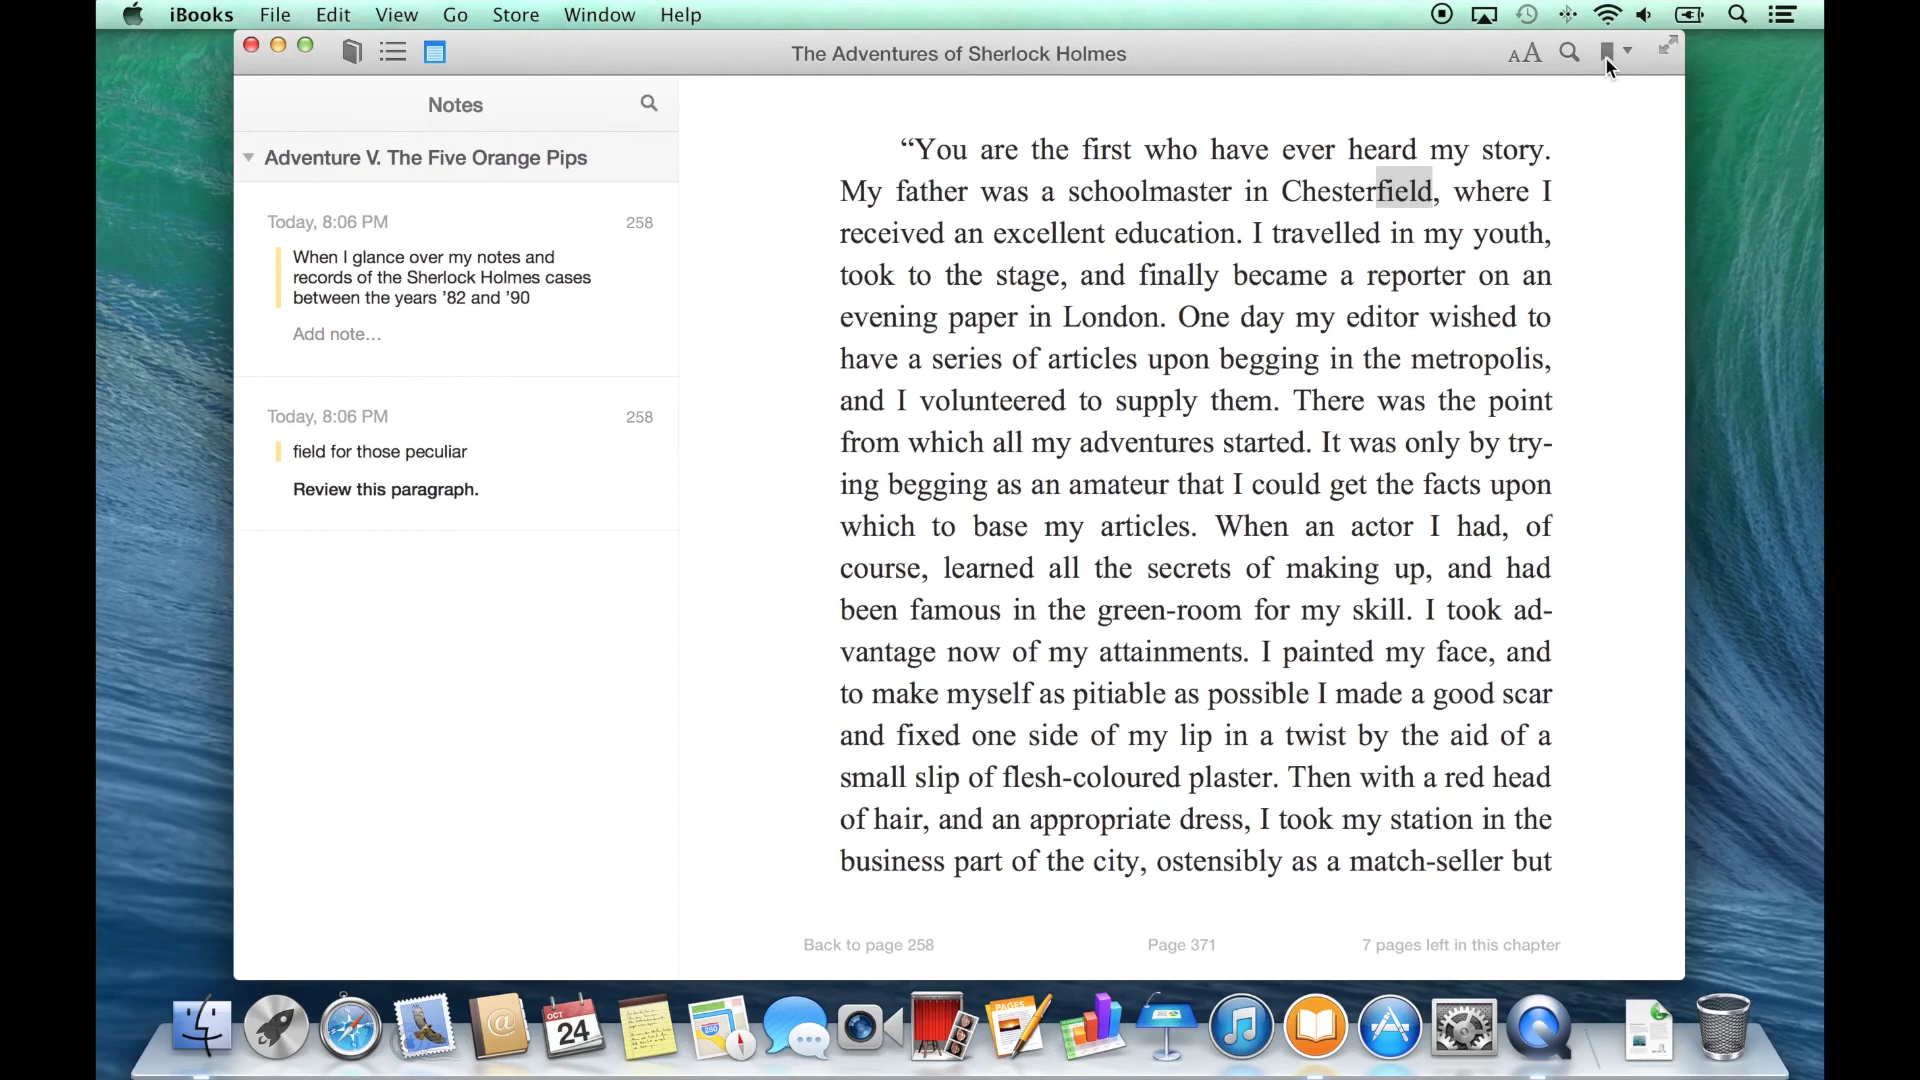 iBooks File Edit View Go Store Window Help
The Adventures of Sherlock Holmes
AA
Notes
Adventure V. The Five Orange Pips
Today, 8:06 PM 258
When I glance over my notes and
records of the Sherlock Holmes cases
between the years ’82 and ’90
Add note…
Today, 8:06 PM 258
field for those peculiar
Review this paragraph.
“You are the first who have ever heard my story.
My father was a schoolmaster in Chesterfield, where I
received an excellent education. I travelled in my youth,
took to the stage, and finally became a reporter on an
evening paper in London. One day my editor wished to
have a series of articles upon begging in the metropolis,
and I volunteered to supply them. There was the point
from which all my adventures started. It was only by try-
ing begging as an amateur that I could get the facts upon
which to base my articles. When an actor I had, of
course, learned all the secrets of making up, and had
been famous in the green-room for my skill. I took ad-
vantage now of my attainments. I painted my face, and
to make myself as pitiable as possible I made a good scar
and fixed one side of my lip in a twist by the aid of a
small slip of flesh-coloured plaster. Then with a red head
of hair, and an appropriate dress, I took my station in the
business part of the city, ostensibly as a match-seller but
Back to page 258 Page 371 7 pages left in this chapter
OCT
24
280
PAGES